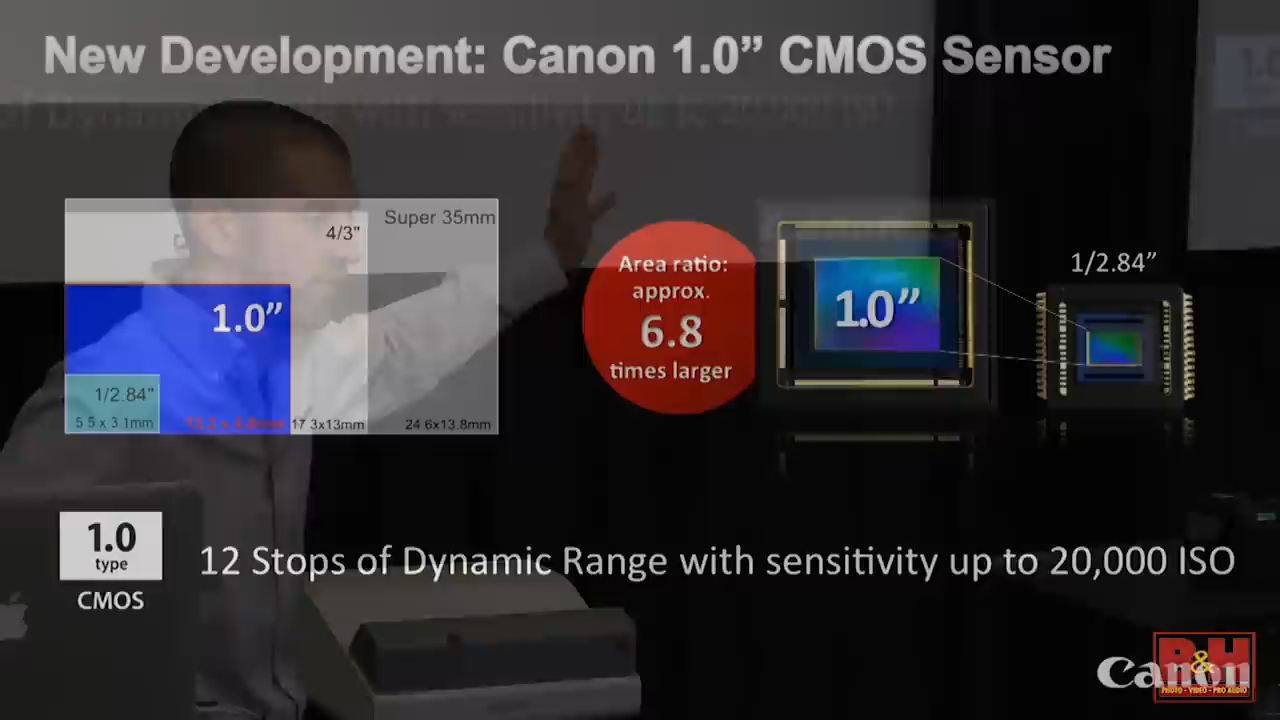 New Development: Canon 1.0” CMOS Sensor
Super 35mm
4/3"
1.0”
1/2.84"
5.5 x 3.1mm
17.3x13mm
24.6x13.8mm
Area ratio:
approx.
6.8
times larger
1.0”
1/2.84”
1.0
type
CMOS
12 Stops of Dynamic Range with sensitivity up to 20,000 ISO
Canon
B&H
PHOTO - VIDEO - PRO AUDIO